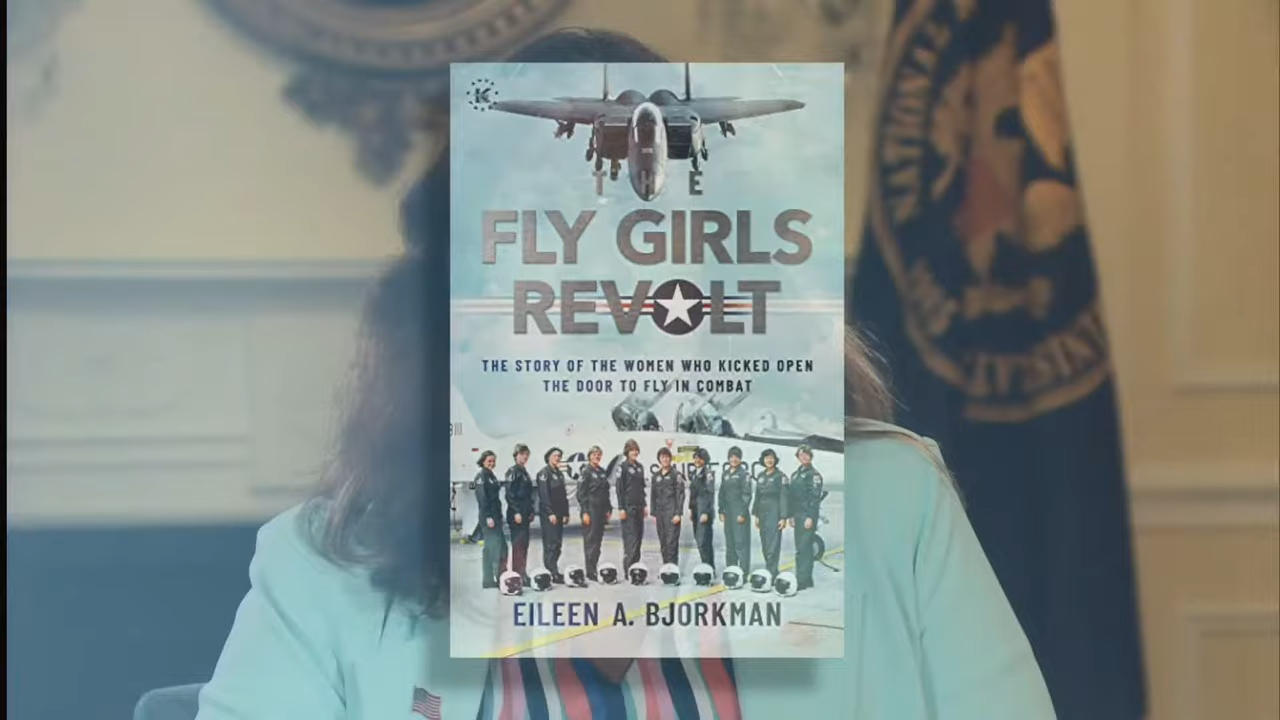 K
THE
FLY GIRLS
REVOLT
THE STORY OF THE WOMEN WHO KICKED OPEN
THE DOOR TO FLY IN COMBAT
EILEEN A. BJORKMAN
NATIONAL